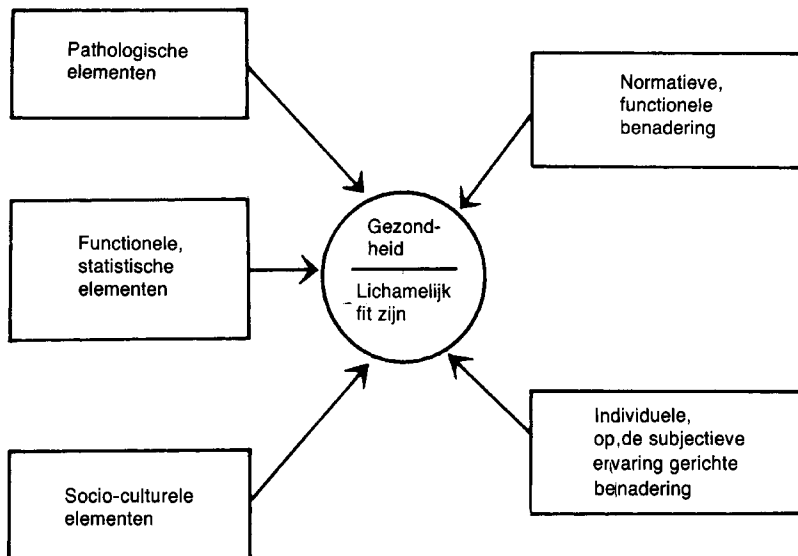 Pathologische
elementen
Normatieve,
functionele
benadering
Functionele,
statistische
elementen
Gezond-
heid
Lichamelijk
fit zijn
Socio-culturele
elementen
Individuele,
op de subjectieve
ervaring gerichte
benadering